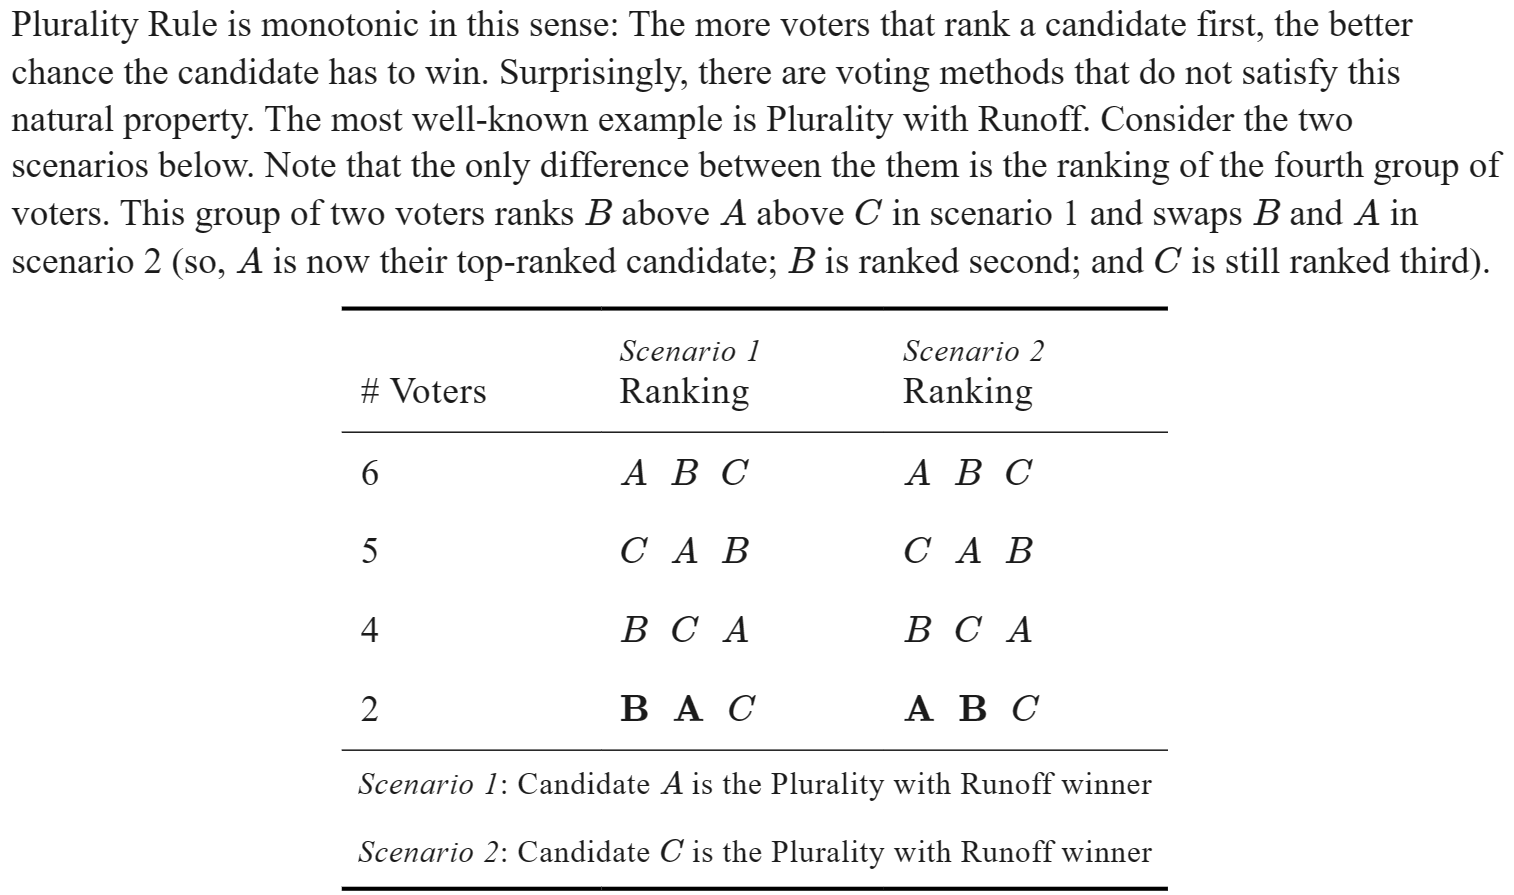 Plurality Rule is monotonic in this sense: The more voters that rank a candidate first, the better
chance the candidate has to win. Surprisingly, there are voting methods that do not satisfy this
natural property. The most well-known example is Plurality with Runoff. Consider the two
scenarios below. Note that the only difference between the them is the ranking of the fourth group of
voters. This group of two voters ranks B above A above C in scenario 1 and swaps B and A in
scenario 2 (so, A is now their top-ranked candidate; B is ranked second; and C is still ranked third).
Scenario 1 Scenario 2
# Voters Ranking Ranking
6 A B C A B C
5 C A B C A B
4 B C A B C A
2 B A C A B C
Scenario 1: Candidate A is the Plurality with Runoff winner
Scenario 2: Candidate C is the Plurality with Runoff winner